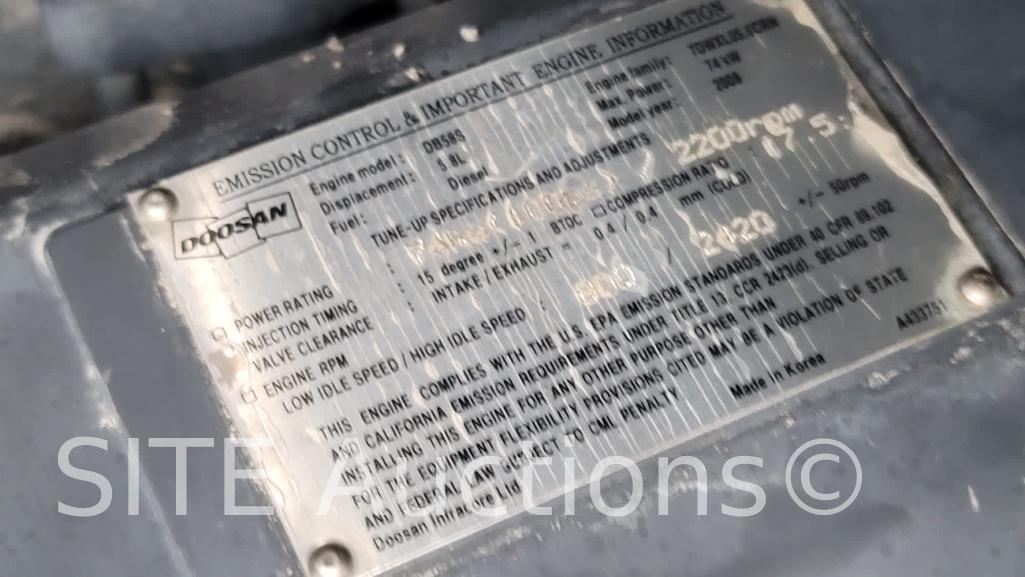 EMISSION CONTROL & IMPORTANT ENGINE INFORMATION
DOOSAN
Engine model: DB58S Engine family:
Displacement: 5.8L Max. Power: 74 kW
Fuel: Diesel Model year: 2008
TUNE-UP SPECIFICATIONS AND ADJUSTMENTS
POWER RATING : 2200rpm
INJECTION TIMING : 15 degree +/- 1 BTDC COMPRESSION RATIO : 17.5:
VALVE CLEARANCE : INTAKE / EXHAUST = 0.4 / 0.4 mm (COLD)
ENGINE RPM
LOW IDLE SPEED / HIGH IDLE SPEED : / 2420 +/- 50rpm
THIS ENGINE COMPLIES WITH THE U.S. EPA EMISSION STANDARDS UNDER 40 CFR 89.102
AND CALIFORNIA EMISSION REQUIREMENTS UNDER TITLE 13, CCR 2423(d). SELLING OR
INSTALLING THIS ENGINE FOR ANY OTHER PURPOSE OTHER THAN
FOR THE EQUIPMENT FLEXIBILITY PROVISIONS CITED MAY BE A VIOLATION OF STATE
AND FEDERAL LAW SUBJECT TO CIVIL PENALTY
Doosan Infracore Ltd. Made in Korea
SITE Auctions©